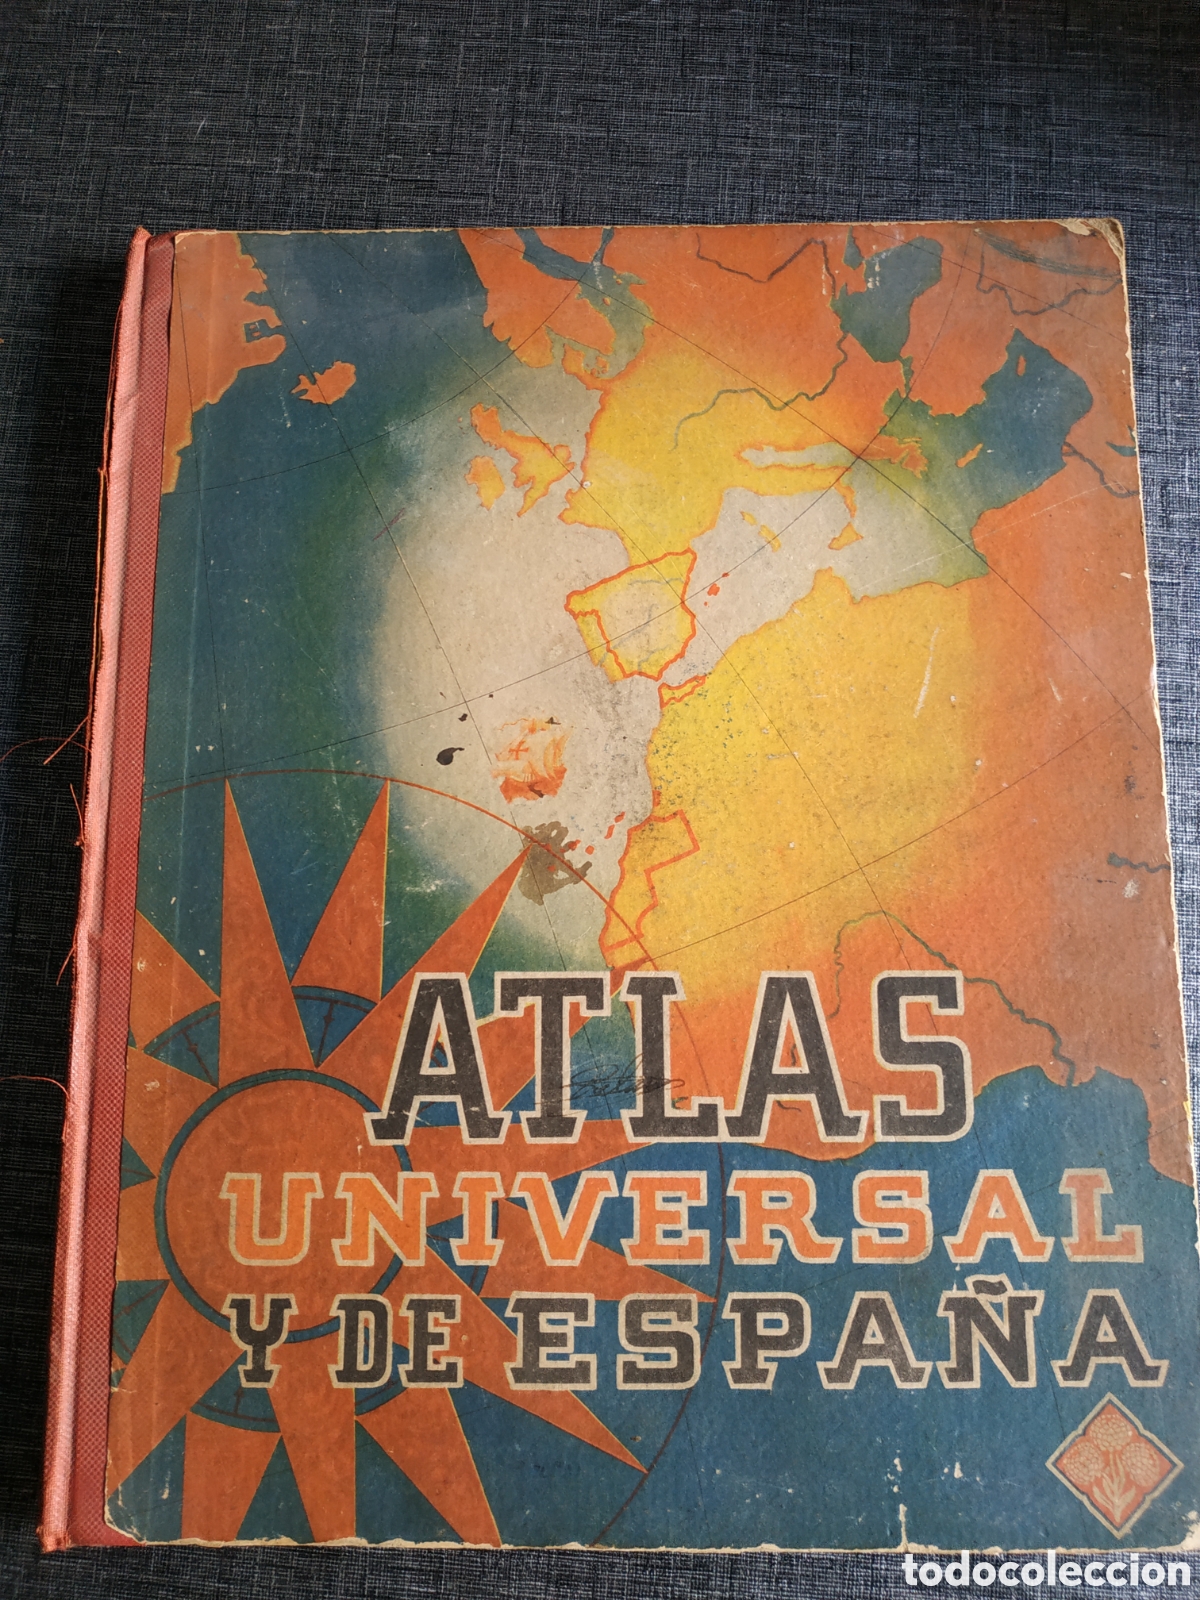 ATLAS
UNIVERSAL
Y DE ESPAÑA
todocoleccion